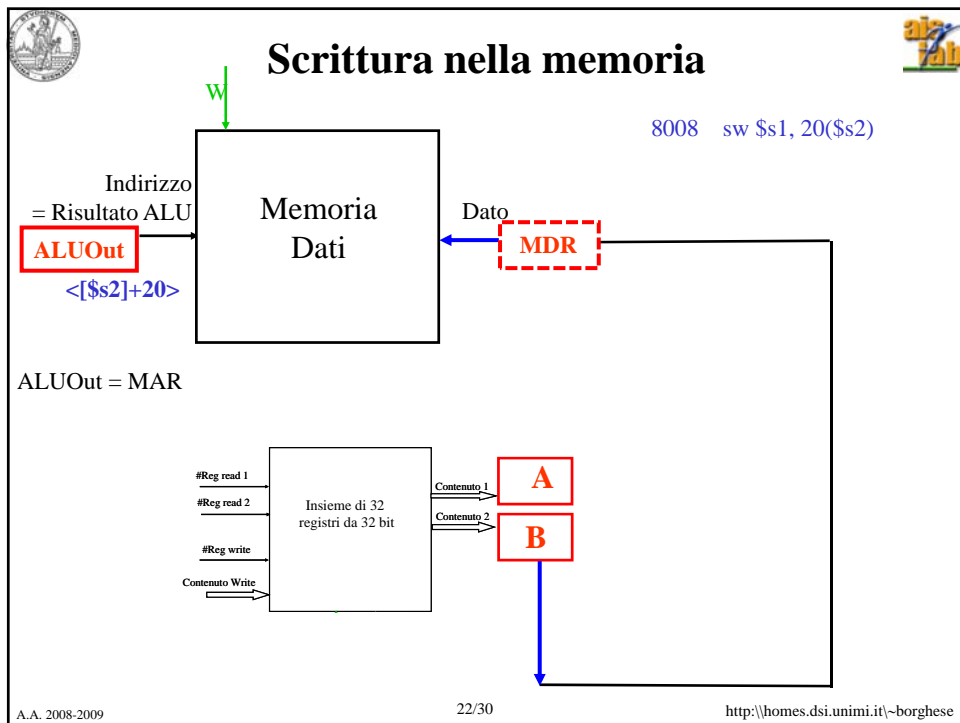 Scrittura nella memoria
W
8008 sw $s1, 20($s2)
Indirizzo
= Risultato ALU
ALUOut
<[$s2]+20>
Memoria
Dati
Dato
MDR
ALUOut = MAR
#Reg read 1
#Reg read 2
#Reg write
Contenuto Write
Insieme di 32
registri da 32 bit
Contenuto 1
Contenuto 2
A
B
A.A. 2008-2009
22/30
http:\\homes.dsi.unimi.it\~borghese